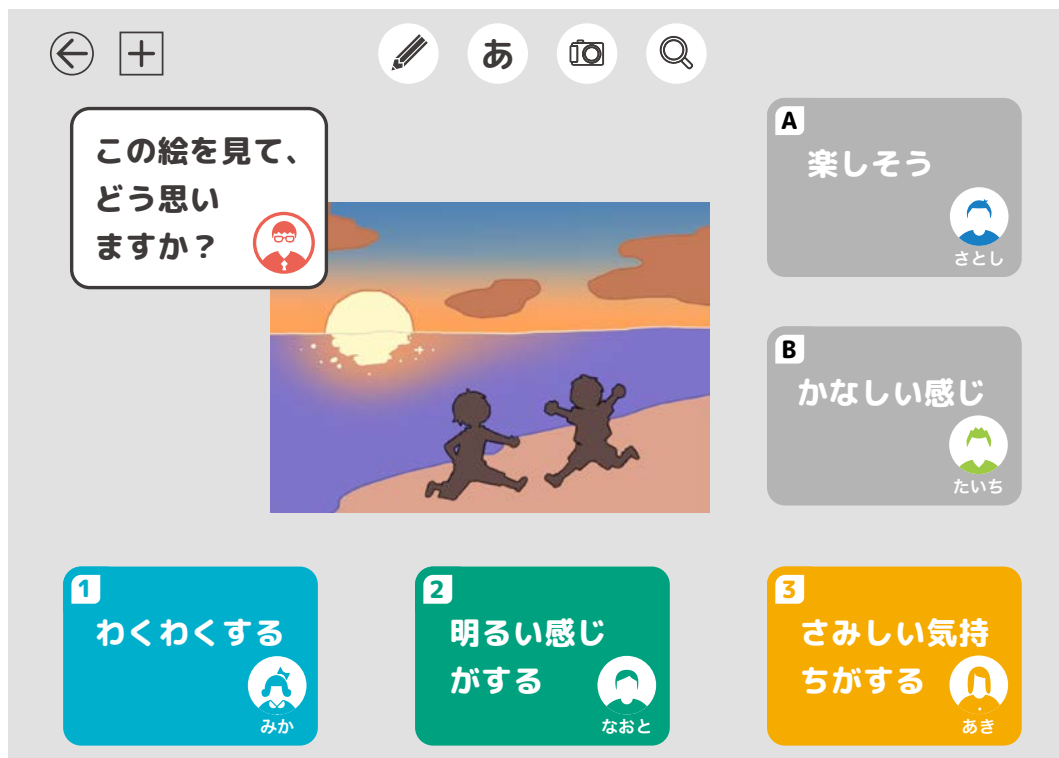 あ
この絵を見て、
どう思い
ますか？
A
楽しそう
さとし
B
かなしい感じ
たいち
1
わくわくする
みか
2
明るい感じ
がする
なおと
3
さみしい気持
ちがする
あき